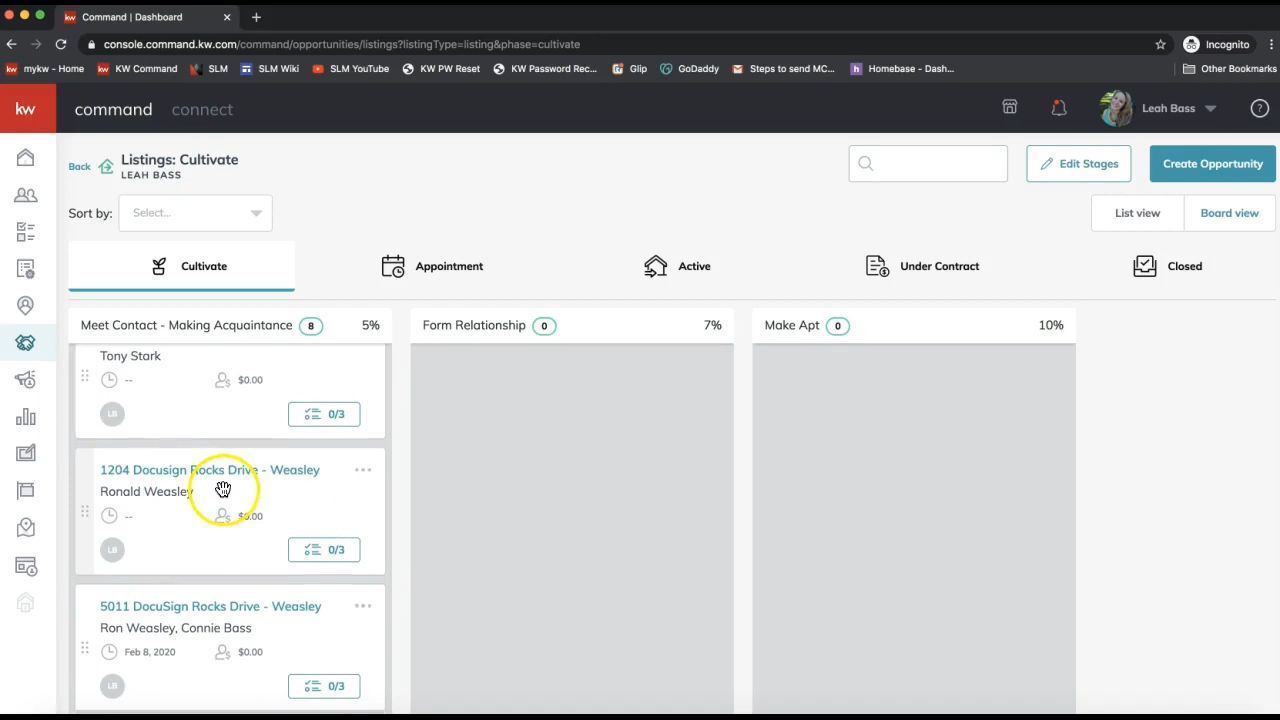 kw Command | Dashboard
console.command.kw.com/command/opportunities/listings?listingType=listing&phase=cultivate
Incognito
kw mykw - Home kw KW Command SLM SLM Wiki SLM YouTube KW PW Reset KW Password Rec... Glip GoDaddy Steps to send MC... h Homebase - Dash... Other Bookmarks
kw command connect Leah Bass ?
Back Listings: Cultivate
LEAH BASS
Edit Stages Create Opportunity
Sort by: Select... List view Board view
Cultivate Appointment Active Under Contract Closed
Meet Contact - Making Acquaintance 8 5% Form Relationship 0 7% Make Apt 0 10%
Tony Stark
-- $0.00
LB 0/3
1204 Docusign Rocks Drive - Weasley
Ronald Weasley
-- $0.00
LB 0/3
5011 DocuSign Rocks Drive - Weasley
Ron Weasley, Connie Bass
Feb 8, 2020 $0.00
LB 0/3